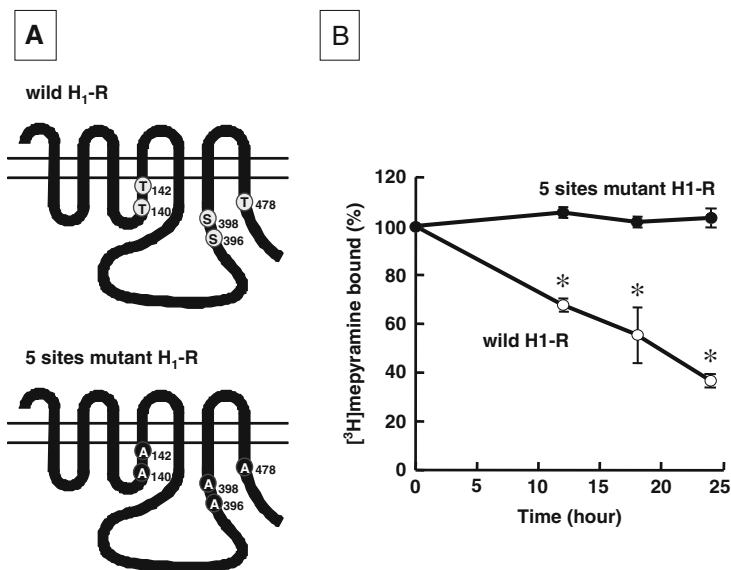 A
B
wild H1-R
T 142
T 140
S 398
S 396
T 478
5 sites mutant H1-R
A 142
A 140
A 398
A 396
A 478
[³H]mepyramine bound (%)
120
100
80
60
40
20
0
5 sites mutant H1-R
*
*
*
wild H1-R
0 5 10 15 20 25
Time (hour)